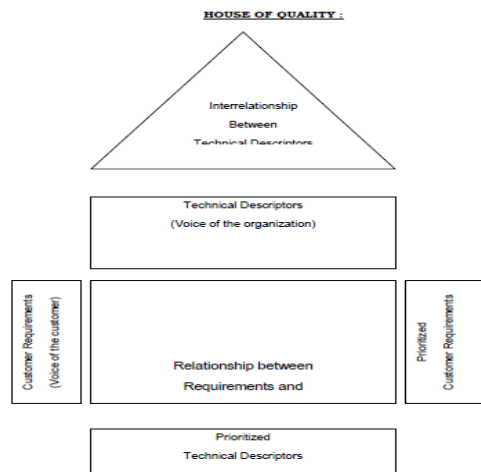 HOUSE OF QUALITY :
Interrelationship
Between
Technical Descriptors
Technical Descriptors
(Voice of the organization)
Customer Requirements
(Voice of the customer)
Relationship between
Requirements and
Prioritized
Customer Requirements
Prioritized
Technical Descriptors